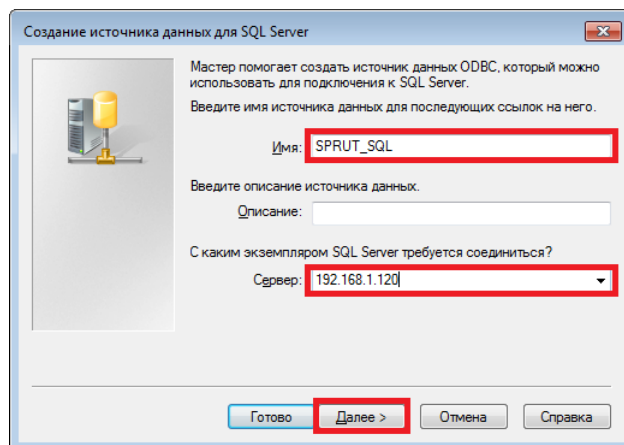 Создание источника данных для SQL Server
Мастер помогает создать источник данных ODBC, который можно
использовать для подключения к SQL Server.
Введите имя источника данных для последующих ссылок на него.
Имя: SPRUT_SQL
Введите описание источника данных.
Описание:
С каким экземпляром SQL Server требуется соединиться?
Сервер: 192.168.1.120
Готово Далее > Отмена Справка